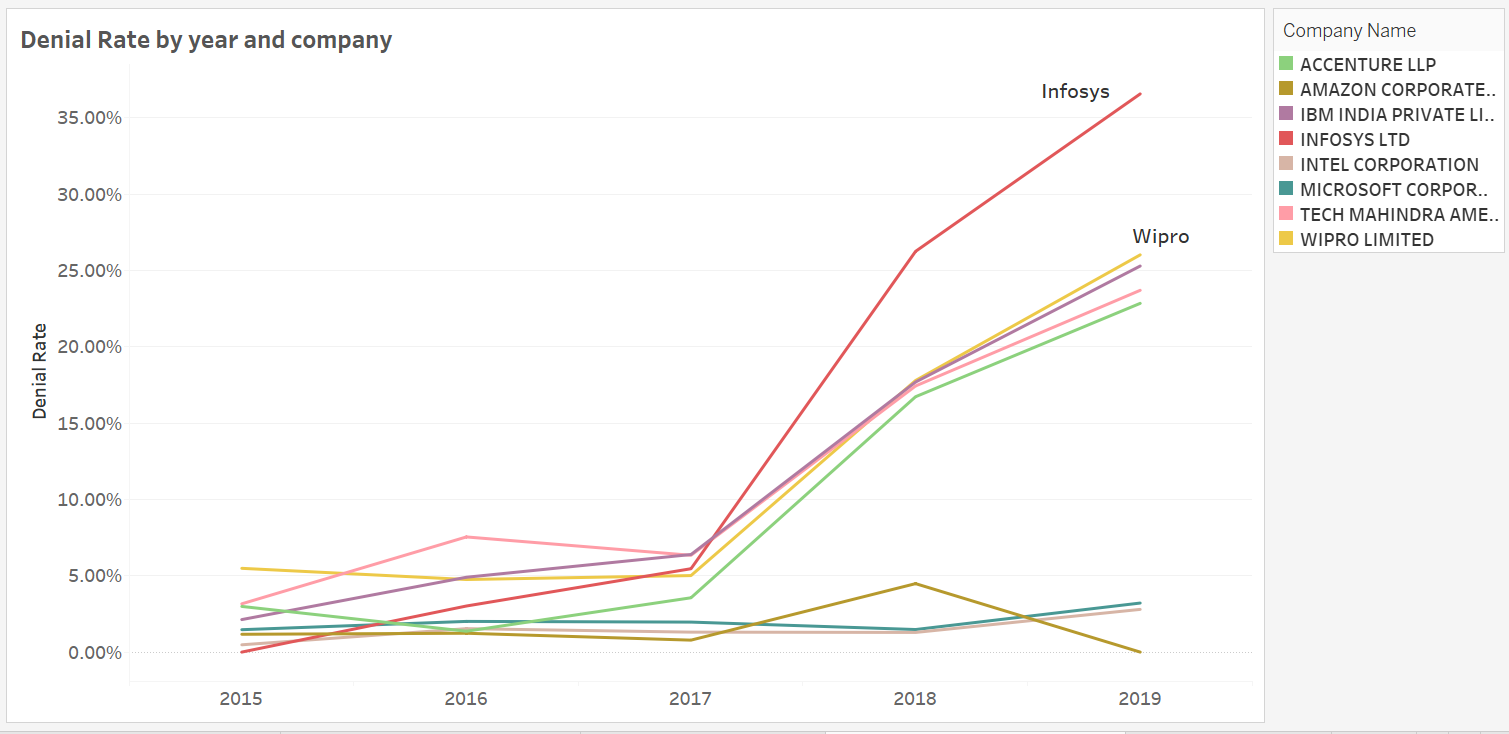 Denial Rate by year and company
Company Name
ACCENTURE LLP
AMAZON CORPORATE..
IBM INDIA PRIVATE LI..
INFOSYS LTD
INTEL CORPORATION
MICROSOFT CORPOR..
TECH MAHINDRA AME..
WIPRO LIMITED
Infosys
Wipro
Denial Rate
35.00%
30.00%
25.00%
20.00%
15.00%
10.00%
5.00%
0.00%
2015 2016 2017 2018 2019